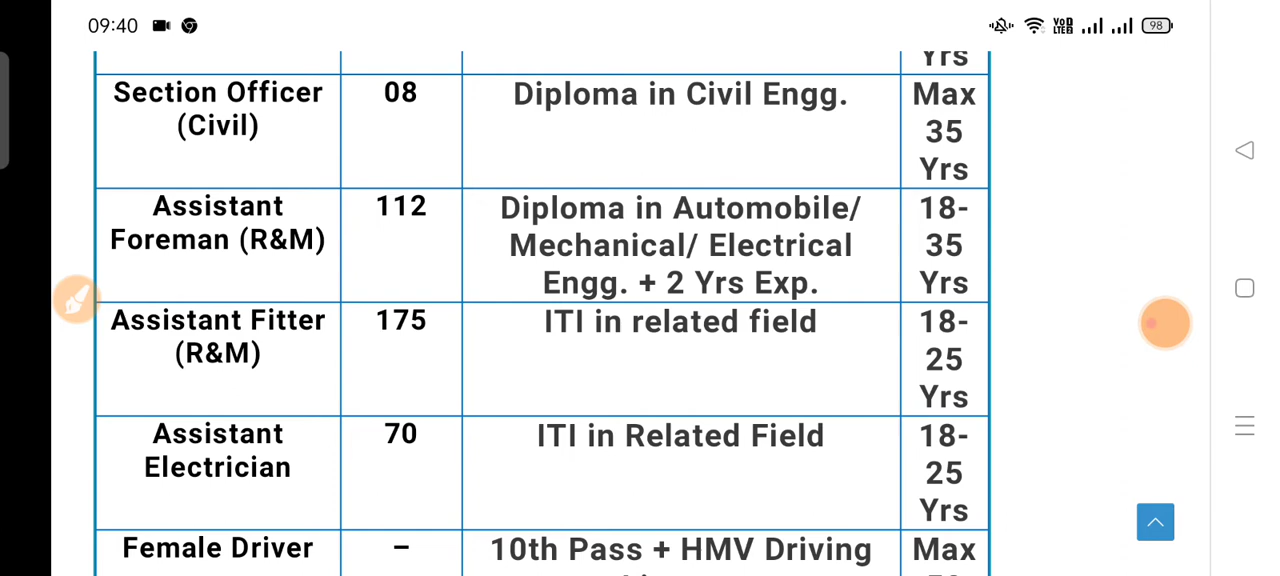 09:40
VoD
LTE2
98
Yrs
Section Officer
(Civil)
08
Diploma in Civil Engg.
Max
35
Yrs
Assistant
Foreman (R&M)
112
Diploma in Automobile/
Mechanical/ Electrical
Engg. + 2 Yrs Exp.
18-
35
Yrs
Assistant Fitter
(R&M)
175
ITI in related field
18-
25
Yrs
Assistant
Electrician
70
ITI in Related Field
18-
25
Yrs
Female Driver
–
10th Pass + HMV Driving
Max